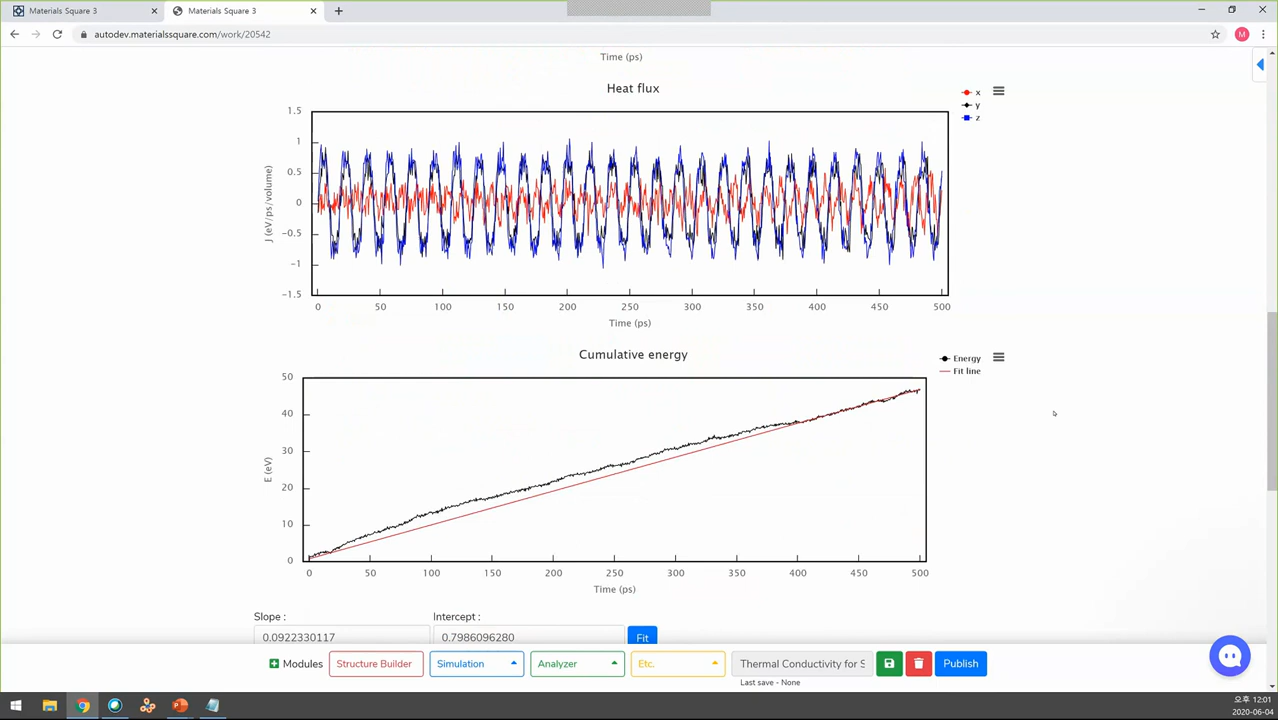 Materials Square 3
Materials Square 3
autodev.materialssquare.com/work/20542
M
Time (ps)
Heat flux
x
y
z
1.5
1
0.5
0
−0.5
−1
−1.5
J (eV/ps/volume)
0 50 100 150 200 250 300 350 400 450 500
Time (ps)
Cumulative energy
Energy
Fit line
50
40
30
20
10
0
E (eV)
0 50 100 150 200 250 300 350 400 450 500
Time (ps)
Slope :
Intercept :
0.0922330117
0.7986096280
Fit
Modules
Structure Builder
Simulation
Analyzer
Etc.
Thermal Conductivity for S
Publish
Last save - None
오후 12:01
2020-06-04